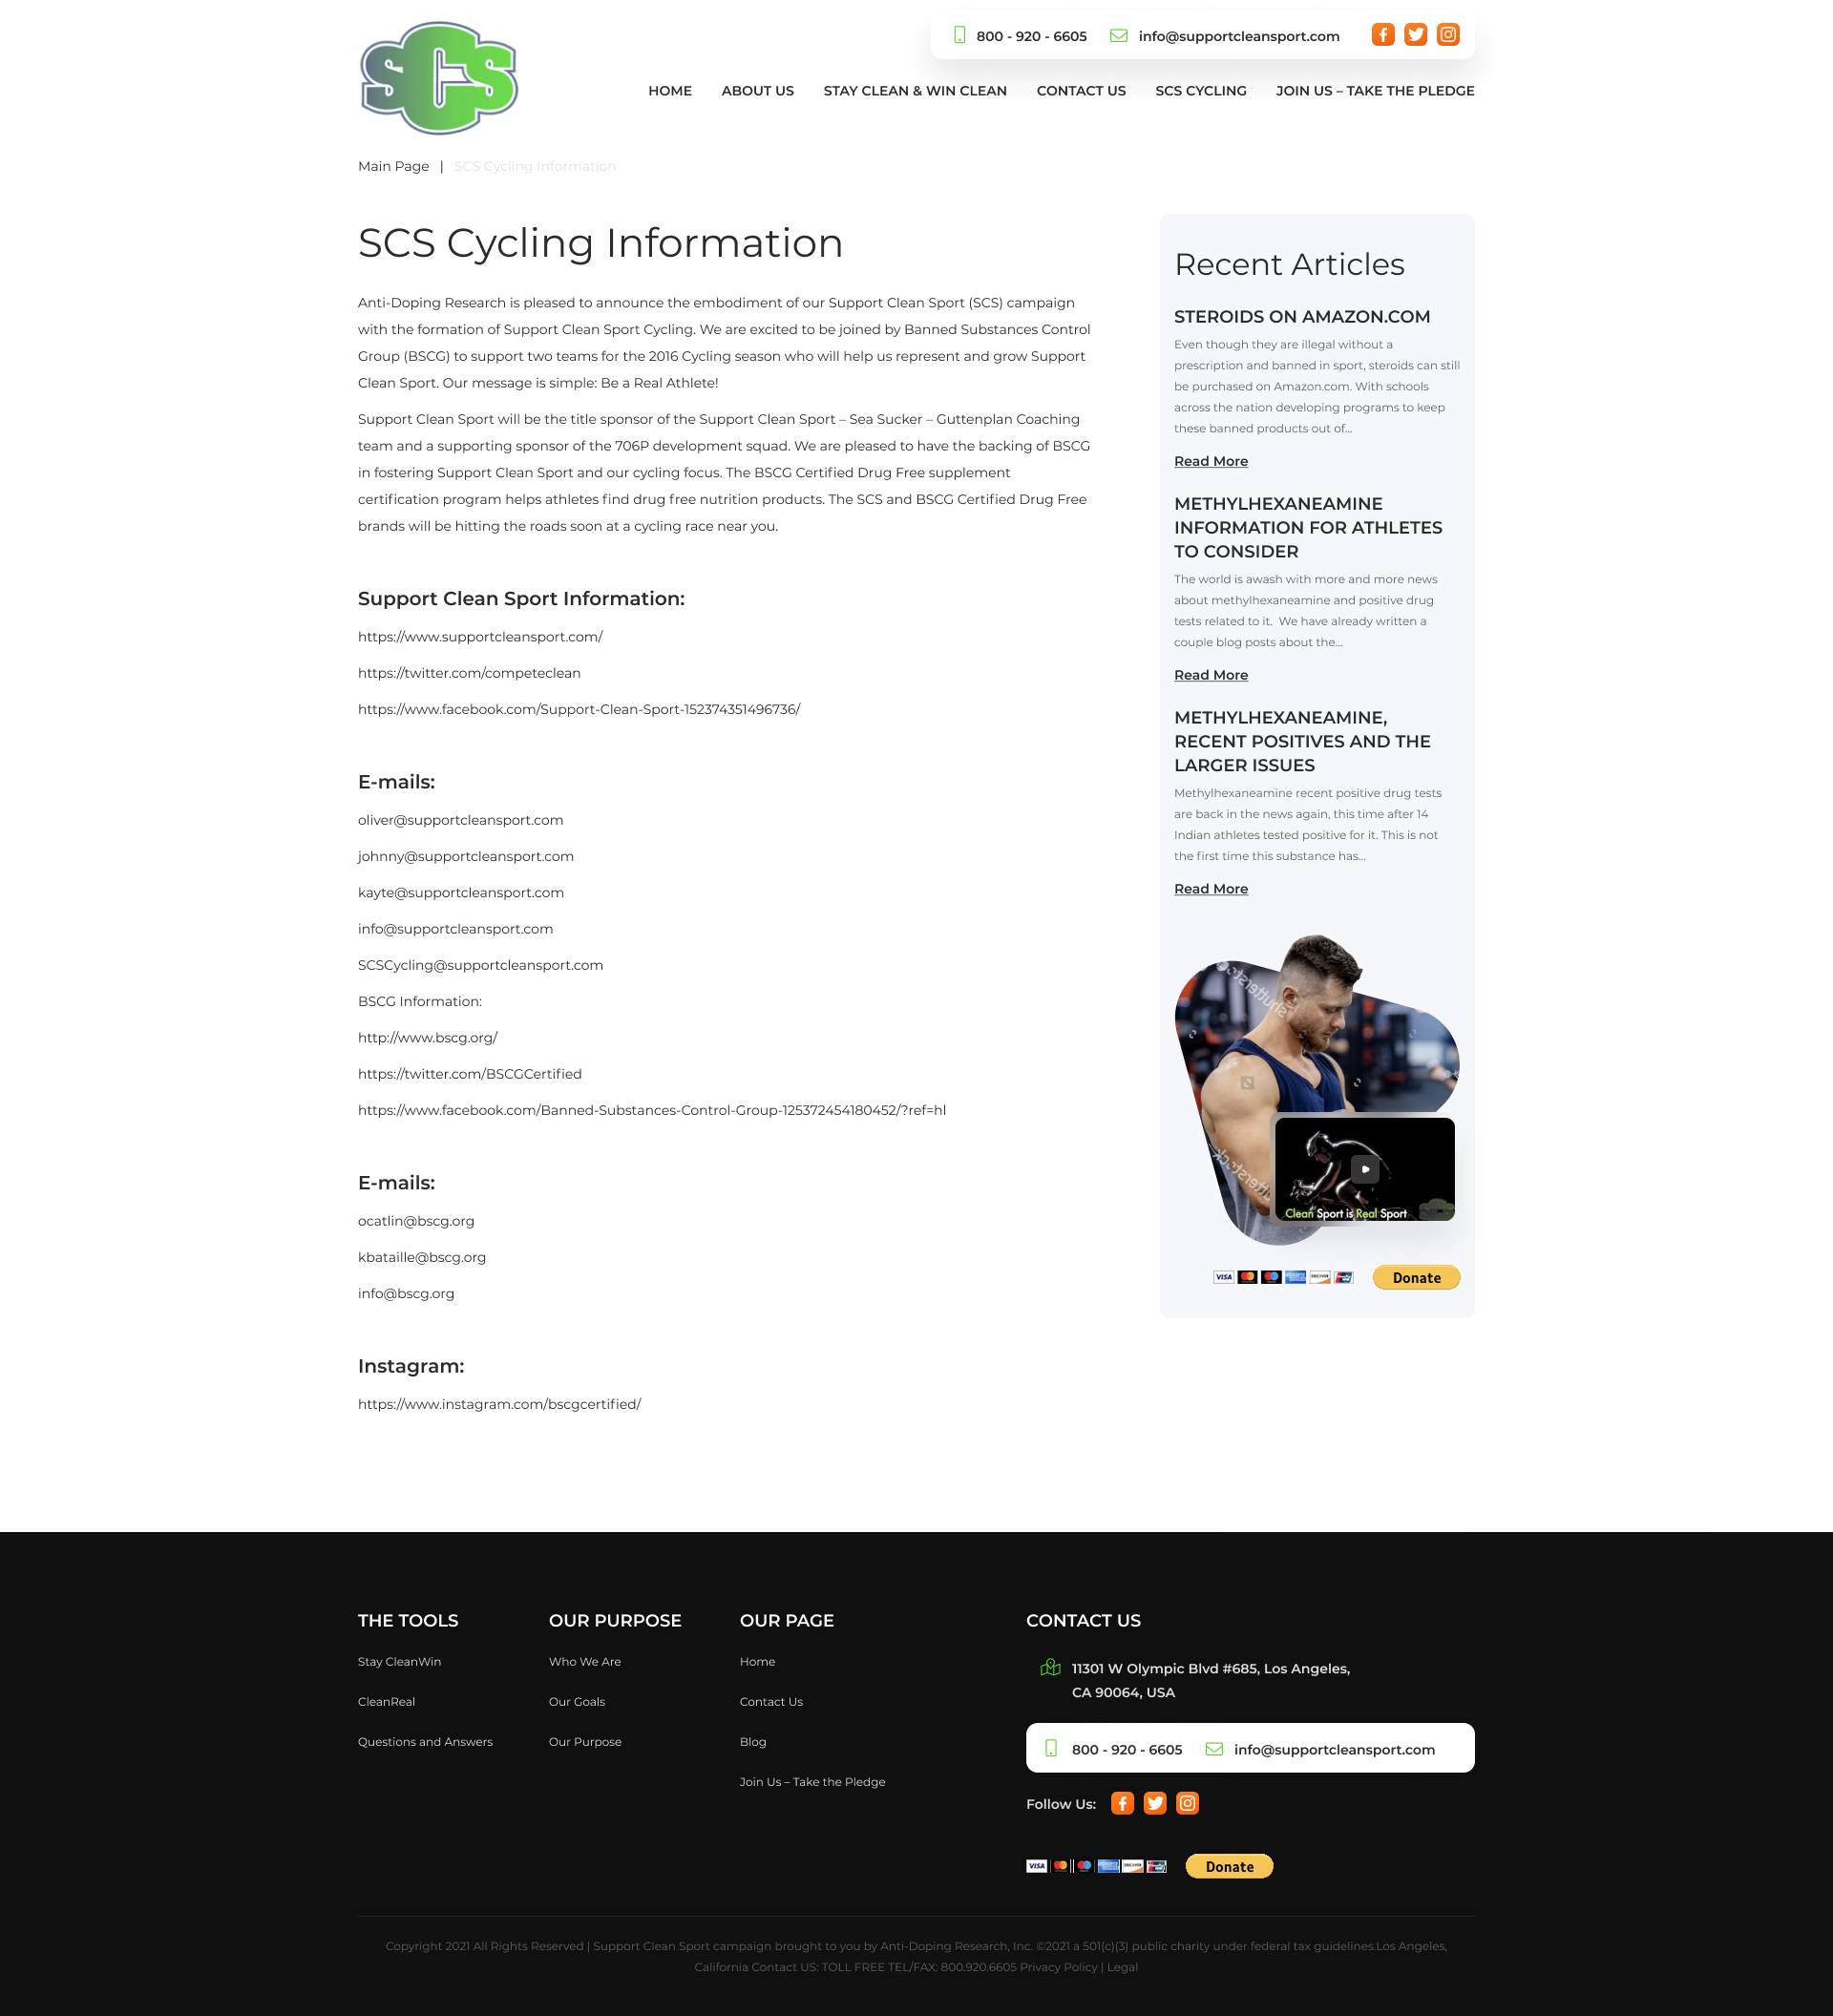 SCS
800 - 920 - 6605
info@supportcleansport.com
HOME
ABOUT US
STAY CLEAN & WIN CLEAN
CONTACT US
SCS CYCLING
JOIN US – TAKE THE PLEDGE
Main Page | SCS Cycling Information
SCS Cycling Information
Anti-Doping Research is pleased to announce the embodiment of our Support Clean Sport (SCS) campaign
with the formation of Support Clean Sport Cycling. We are excited to be joined by Banned Substances Control
Group (BSCG) to support two teams for the 2016 Cycling season who will help us represent and grow Support
Clean Sport. Our message is simple: Be a Real Athlete!
Support Clean Sport will be the title sponsor of the Support Clean Sport – Sea Sucker – Guttenplan Coaching
team and a supporting sponsor of the 706P development squad. We are pleased to have the backing of BSCG
in fostering Support Clean Sport and our cycling focus. The BSCG Certified Drug Free supplement
certification program helps athletes find drug free nutrition products. The SCS and BSCG Certified Drug Free
brands will be hitting the roads soon at a cycling race near you.
Support Clean Sport Information:
https://www.supportcleansport.com/
https://twitter.com/competeclean
https://www.facebook.com/Support-Clean-Sport-152374351496736/
E-mails:
oliver@supportcleansport.com
johnny@supportcleansport.com
kayte@supportcleansport.com
info@supportcleansport.com
SCSCycling@supportcleansport.com
BSCG Information:
http://www.bscg.org/
https://twitter.com/BSCGCertified
https://www.facebook.com/Banned-Substances-Control-Group-125372454180452/?ref=hl
E-mails:
ocatlin@bscg.org
kbataille@bscg.org
info@bscg.org
Instagram:
https://www.instagram.com/bscgcertified/
Recent Articles
STEROIDS ON AMAZON.COM
Even though they are illegal without a
prescription and banned in sport, steroids can still
be purchased on Amazon.com. With schools
across the nation developing programs to keep
these banned products out of...
Read More
METHYLHEXANEAMINE
INFORMATION FOR ATHLETES
TO CONSIDER
The world is awash with more and more news
about methylhexaneamine and positive drug
tests related to it. We have already written a
couple blog posts about the...
Read More
METHYLHEXANEAMINE,
RECENT POSITIVES AND THE
LARGER ISSUES
Methylhexaneamine recent positive drug tests
are back in the news again, this time after 14
Indian athletes tested positive for it. This is not
the first time this substance has...
Read More
Clean Sport is Real Sport
VISA
Donate
THE TOOLS
Stay CleanWin
CleanReal
Questions and Answers
OUR PURPOSE
Who We Are
Our Goals
Our Purpose
OUR PAGE
Home
Contact Us
Blog
Join Us – Take the Pledge
CONTACT US
11301 W Olympic Blvd #685, Los Angeles,
CA 90064, USA
800 - 920 - 6605
info@supportcleansport.com
Follow Us:
VISA
Donate
Copyright 2021 All Rights Reserved | Support Clean Sport campaign brought to you by Anti-Doping Research, Inc. ©2021 a 501(c)(3) public charity under federal tax guidelines.Los Angeles,
California Contact US: TOLL FREE TEL/FAX: 800.920.6605 Privacy Policy | Legal